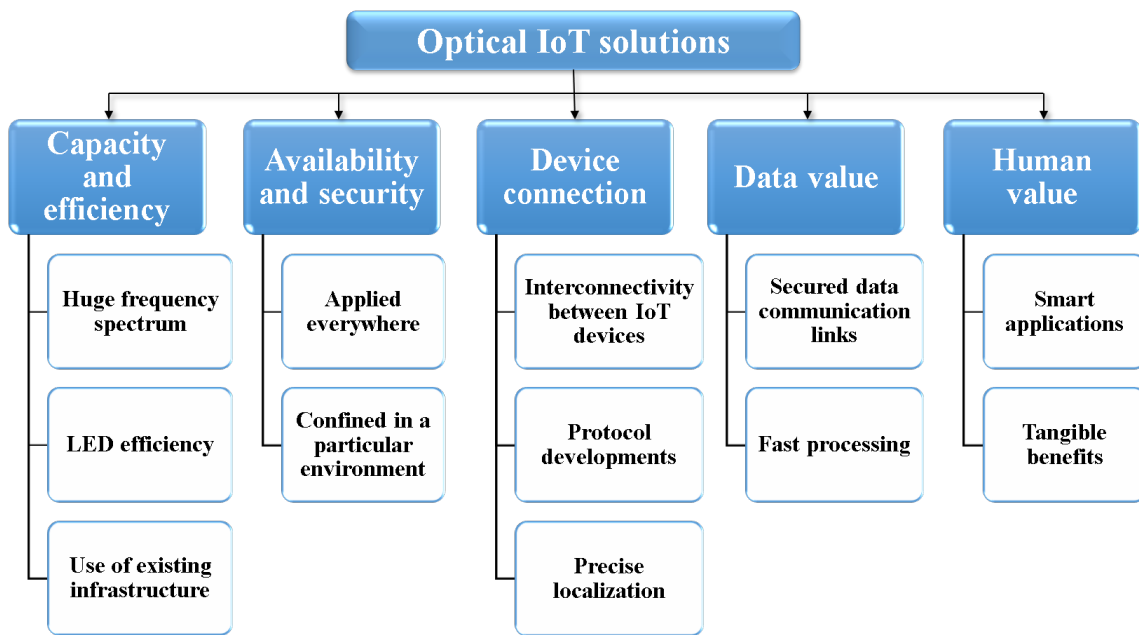 Optical IoT solutions
Capacity
and
efficiency
Availability
and security
Device
connection
Data value
Human
value
Huge frequency
spectrum
Applied
everywhere
Interconnectivity
between IoT
devices
Secured data
communication
links
Smart
applications
LED efficiency
Confined in a
particular
environment
Protocol
developments
Fast processing
Tangible
benefits
Use of existing
infrastructure
Precise
localization